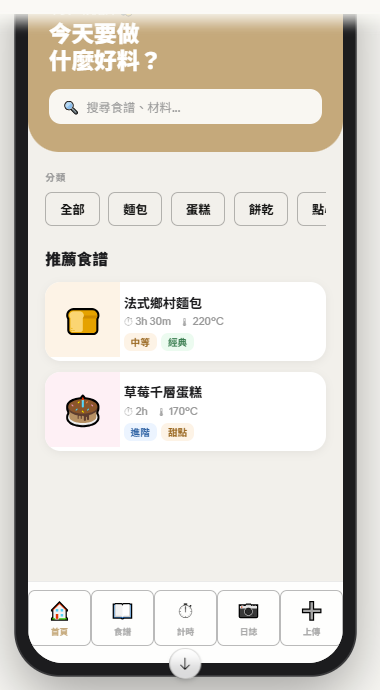 今天要做
什麼好料？
搜尋食譜、材料...
分類
全部
麵包
蛋糕
餅乾
推薦食譜
法式鄉村麵包
3h 30m 220°C
中等 經典
草莓千層蛋糕
2h 170°C
進階 甜點
首頁
食譜
計時
日誌
上傳